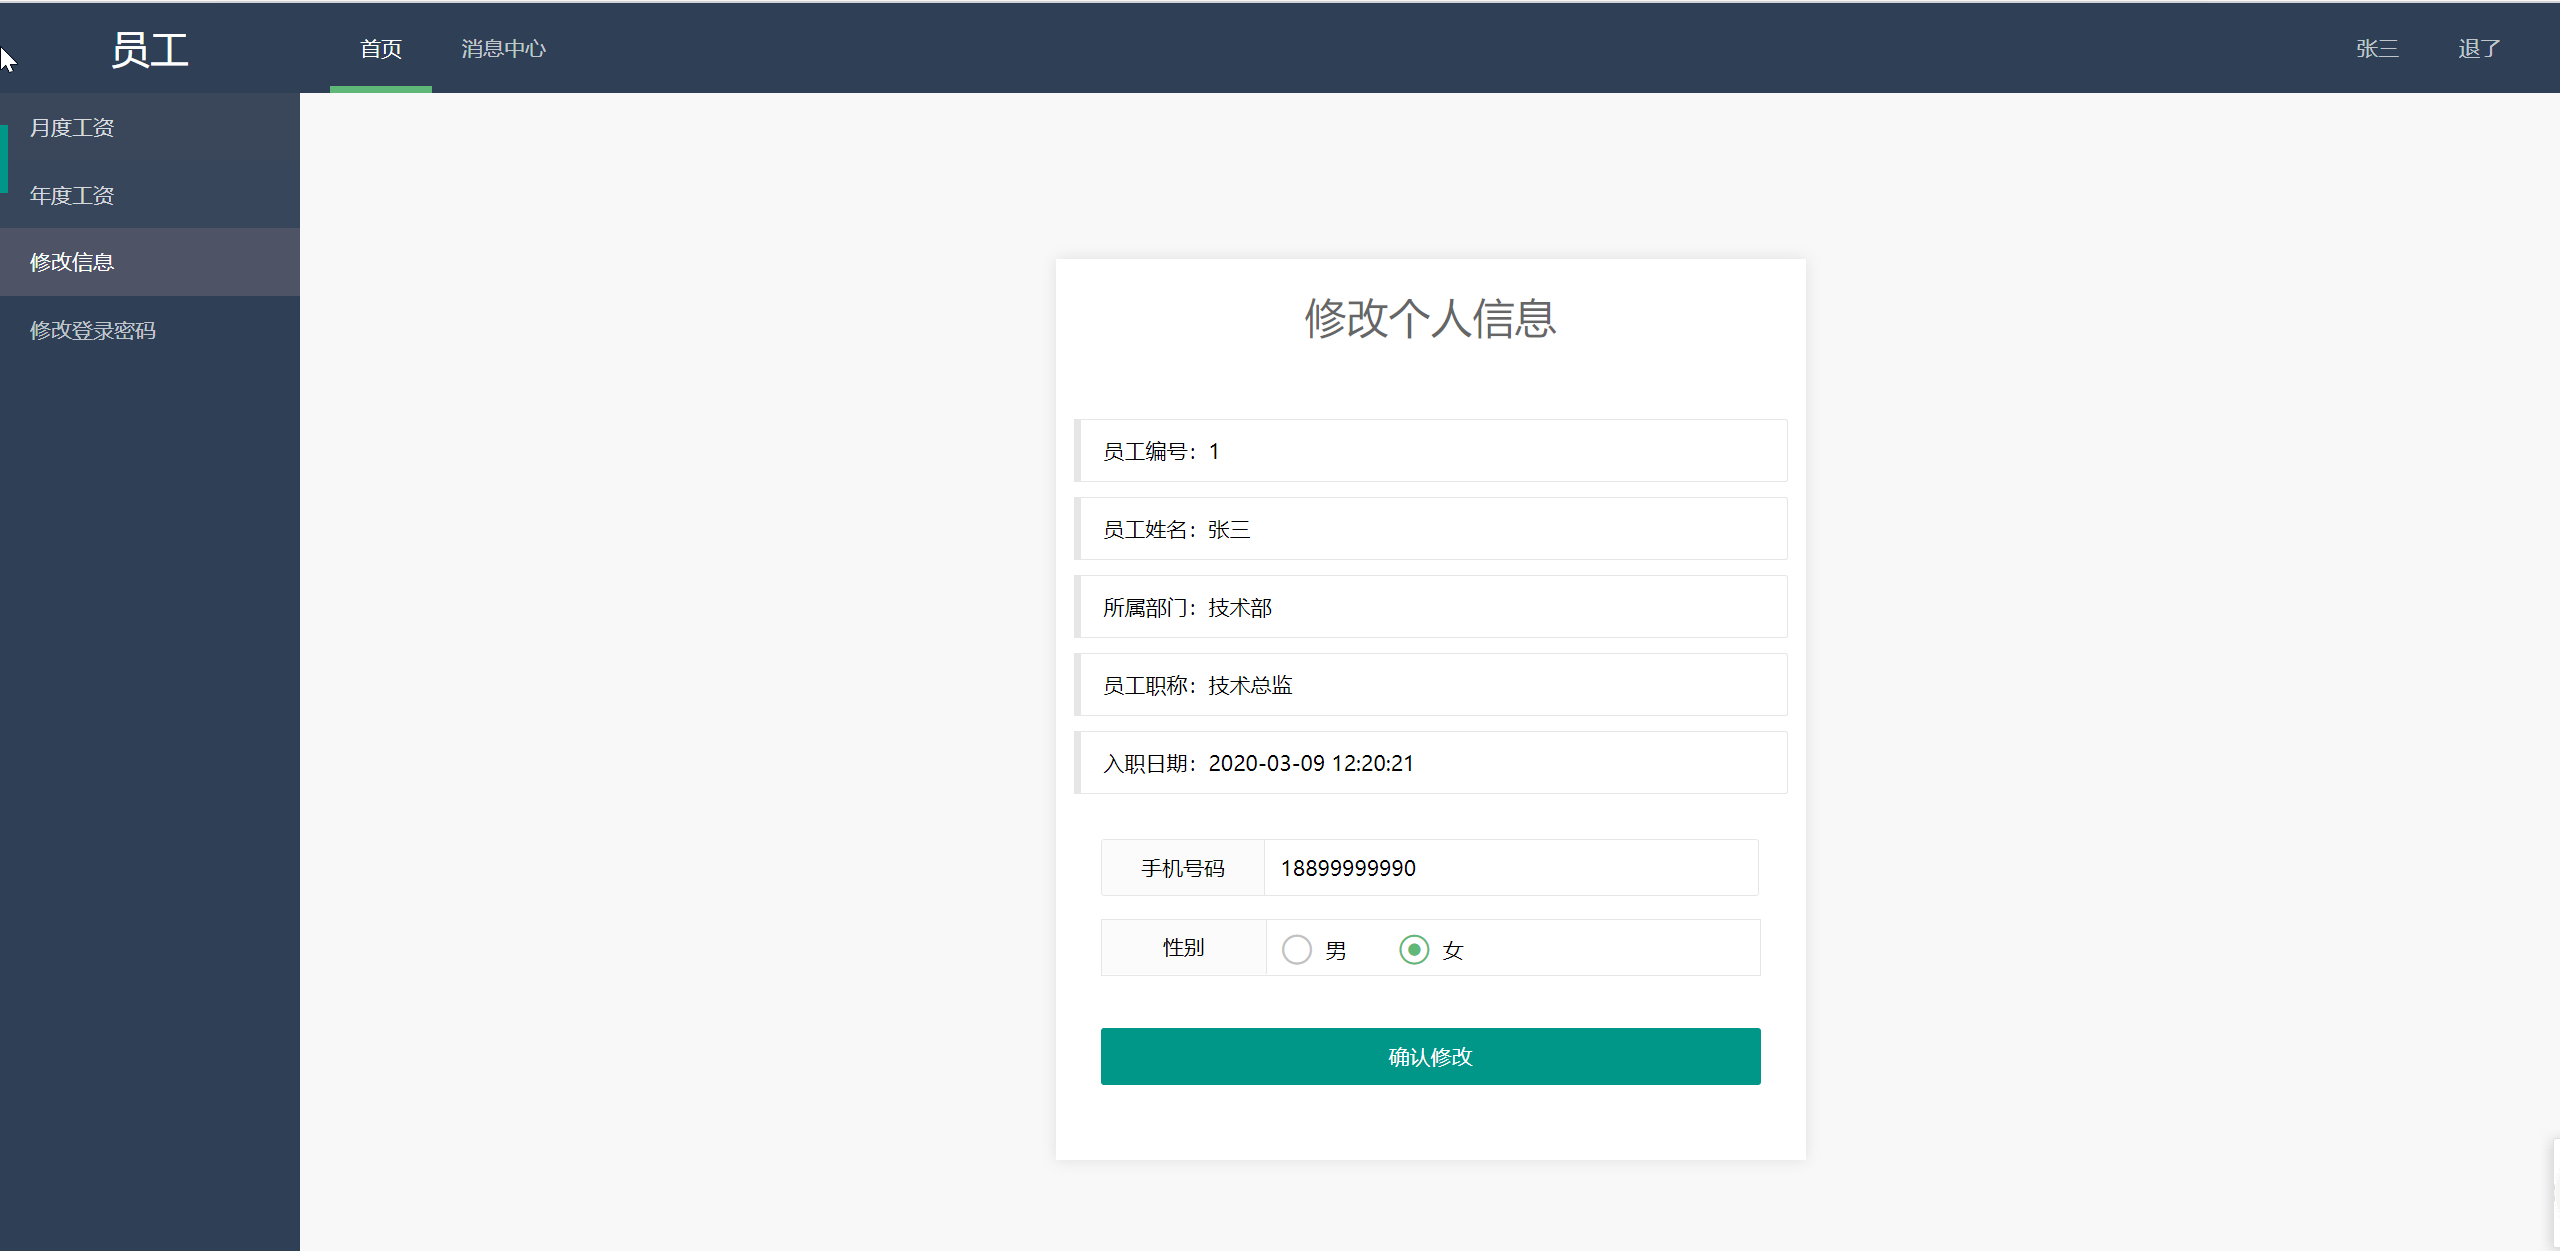 员工
首页 消息中心 张三 退了
月度工资
年度工资
修改信息
修改登录密码
修改个人信息
员工编号：1
员工姓名：张三
所属部门：技术部
员工职称：技术总监
入职日期：2020-03-09 12:20:21
手机号码 18899999990
性别 男 女
确认修改